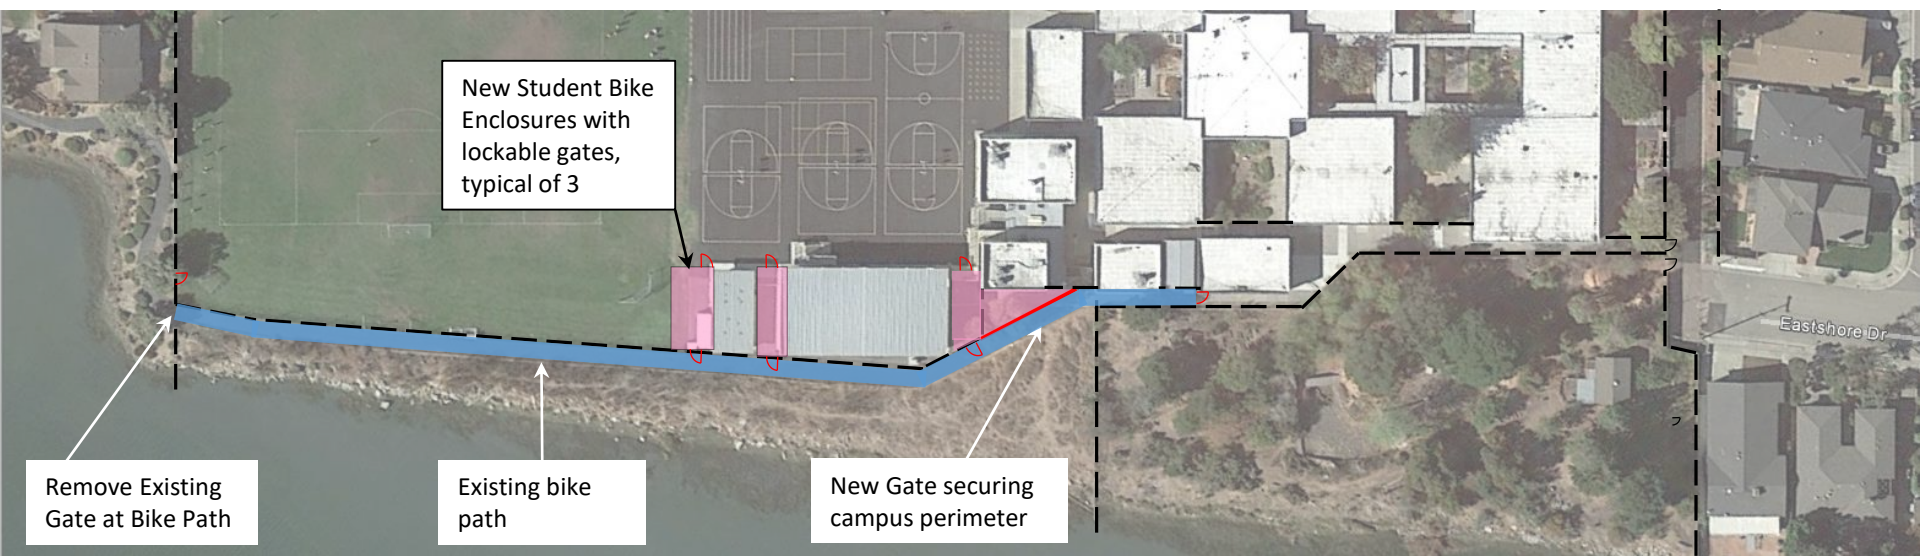 New Student Bike
Enclosures with
lockable gates,
typical of 3
Eastshore Dr
Remove Existing
Gate at Bike Path
Existing bike
path
New Gate securing
campus perimeter